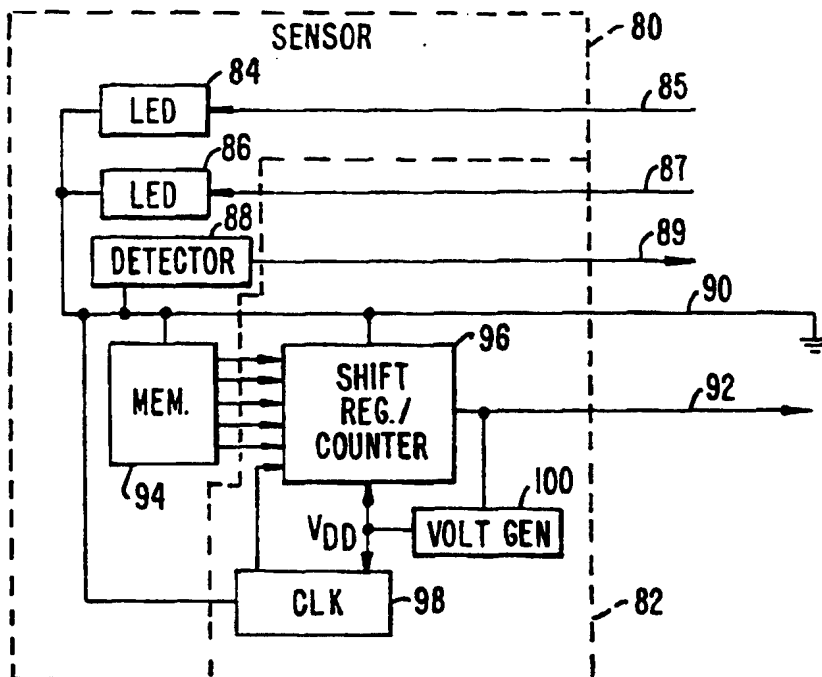 SENSOR
80
84
LED
85
86
LED
87
88
DETECTOR
89
90
96
MEM.
SHIFT
REG./
COUNTER
92
94
100
VDD
VOLT GEN
CLK
98
82